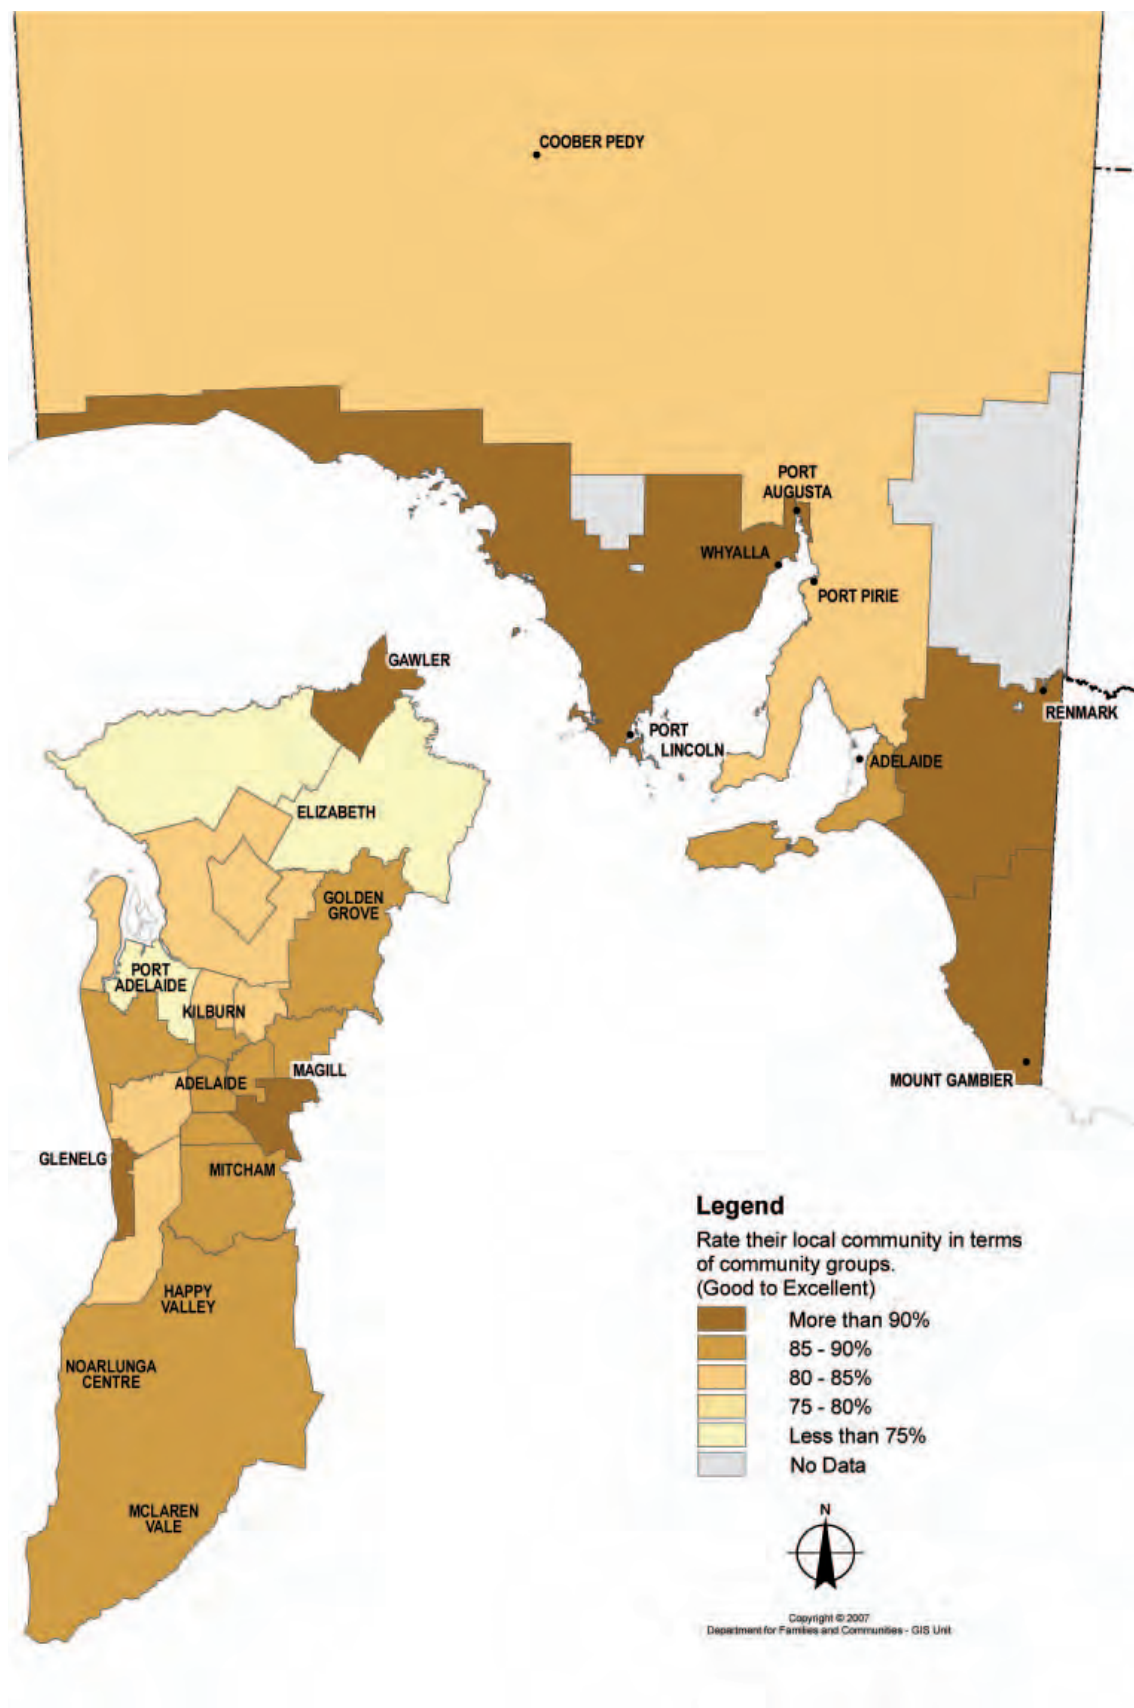 COOBER PEDY
PORT
AUGUSTA
WHYALLA
PORT PIRIE
GAWLER
RENMARK
PORT
LINCOLN
ADELAIDE
ELIZABETH
GOLDEN
GROVE
PORT
ADELAIDE
KILBURN
MAGILL
ADELAIDE
MOUNT GAMBIER
GLENELG
MITCHAM
HAPPY
VALLEY
NOARLUNGA
CENTRE
MCLAREN
VALE
Legend
Rate their local community in terms
of community groups.
(Good to Excellent)
More than 90%
85 - 90%
80 - 85%
75 - 80%
Less than 75%
No Data
N
Copyright © 2007
Department for Families and Communities - GIS Unit